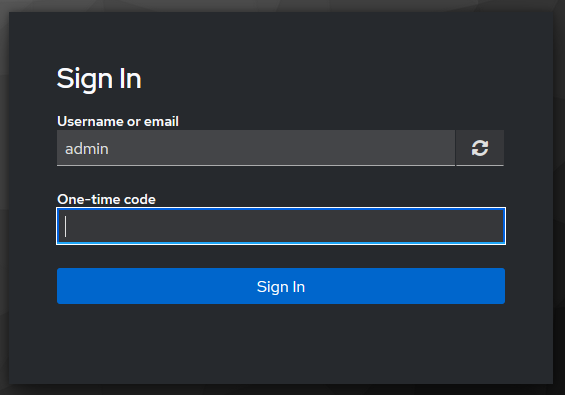 Sign In
Username or email
admin
One-time code
Sign In